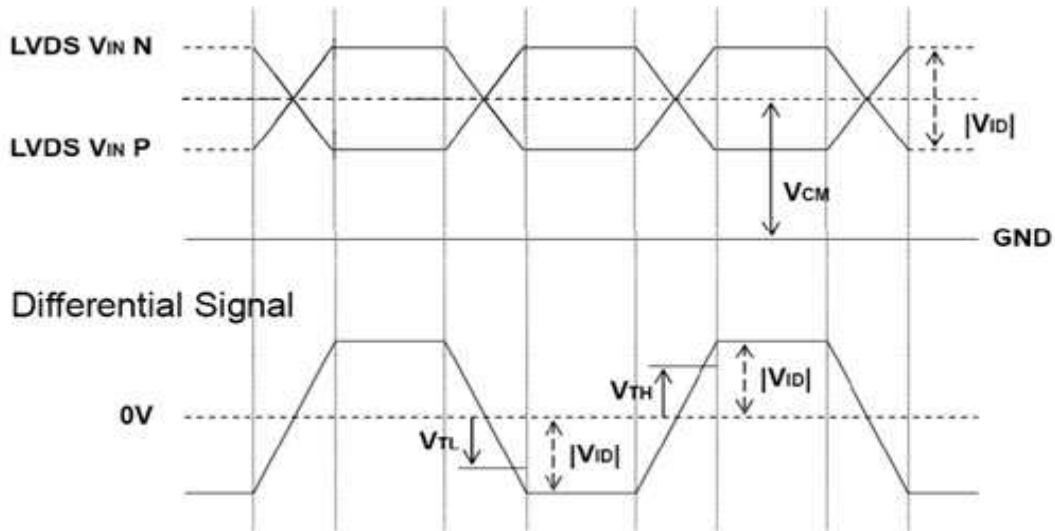 LVDS VIN N
|VID|
LVDS VIN P
VCM
GND
Differential Signal
|VID|
VTH
0V
VTL
|VID|